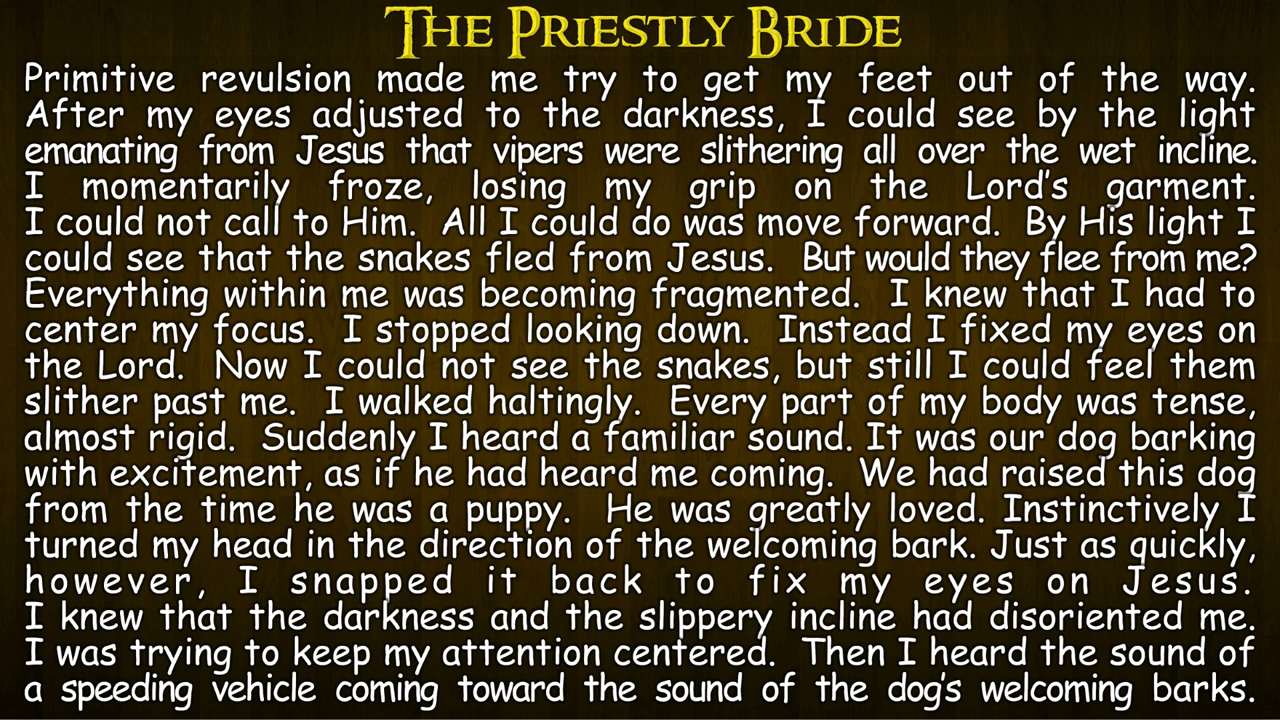 The Priestly Bride
Primitive revulsion made me try to get my feet out of the way.
After my eyes adjusted to the darkness, I could see by the light
emanating from Jesus that vipers were slithering all over the wet incline.
I momentarily froze, losing my grip on the Lord's garment.
I could not call to Him.  All I could do was move forward.  By His light I
could see that the snakes fled from Jesus.  But would they flee from me?
Everything within me was becoming fragmented.  I knew that I had to
center my focus.  I stopped looking down.  Instead I fixed my eyes on
the Lord.  Now I could not see the snakes, but still I could feel them
slither past me.  I walked haltingly.  Every part of my body was tense,
almost rigid.  Suddenly I heard a familiar sound. It was our dog barking
with excitement, as if he had heard me coming.  We had raised this dog
from the time he was a puppy.  He was greatly loved. Instinctively I
turned my head in the direction of the welcoming bark. Just as quickly,
however, I snapped it back to fix my eyes on Jesus.
I knew that the darkness and the slippery incline had disoriented me.
I was trying to keep my attention centered.  Then I heard the sound of
a speeding vehicle coming toward the sound of the dog's welcoming barks.